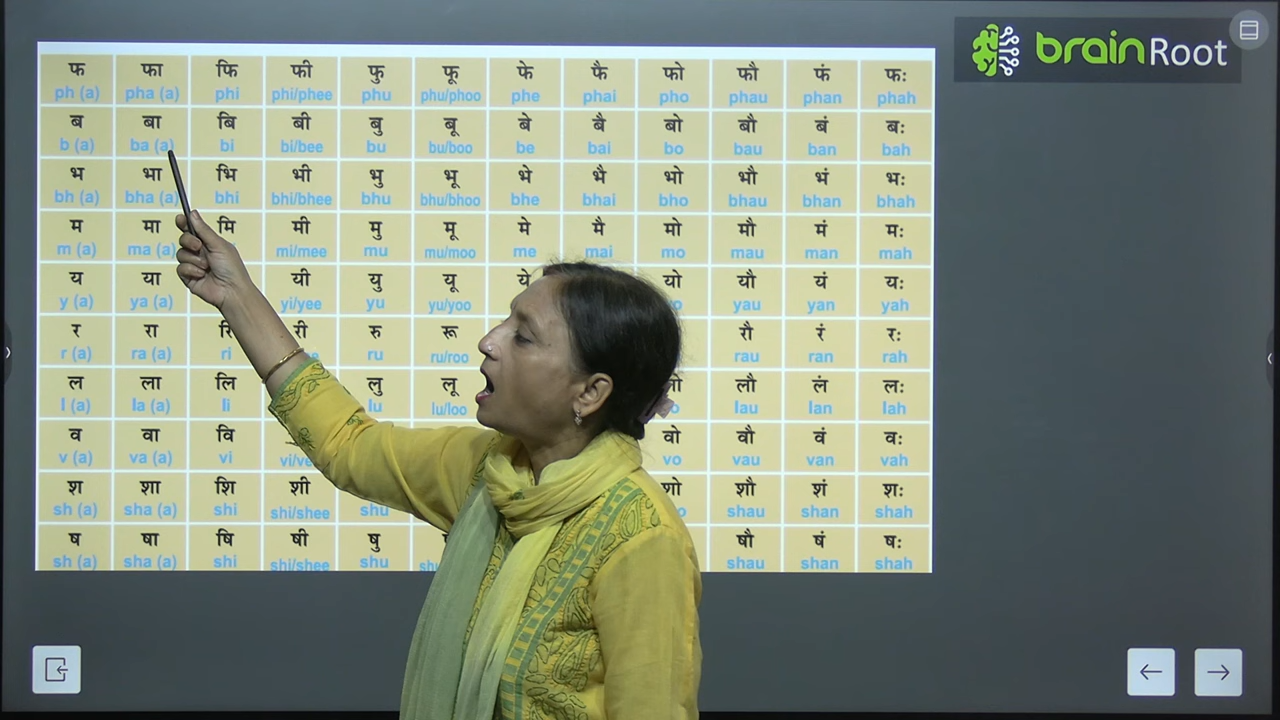 brainRoot
फ फा फि फी फु फू फे फै फो फौ फं फः
ph (a) pha (a) phi phi/phee phu phu/phoo phe phai pho phau phan phah
ब बा बि बी बु बू बे बै बो बौ बं बः
b (a) ba (a) bi bi/bee bu bu/boo be bai bo bau ban bah
भ भा भि भी भु भू भे भै भो भौ भं भः
bh (a) bha (a) bhi bhi/bhee bhu bhu/bhoo bhe bhai bho bhau bhan bhah
म मा मि मी मु मू मे मै मो मौ मं मः
m (a) ma (a) mi/mee mu mu/moo me mai mo mau man mah
य या यी यु यू ये यो यौ यं यः
y (a) ya (a) yi/yee yu yu/yoo yau yan yah
र रा री रु रू रौ रं रः
r (a) ra (a) ri ru ru/roo rau ran rah
ल ला लि लु लू लौ लं लः
l (a) la (a) li lu lu/loo lau lan lah
व वा वि वो वौ वं वः
v (a) va (a) vi vo vau van vah
श शा शि शी शो शौ शं शः
sh (a) sha (a) shi shi/shee shu shau shan shah
ष षा षि षी षु षौ षं षः
sh (a) sha (a) shi shi/shee shu shau shan shah